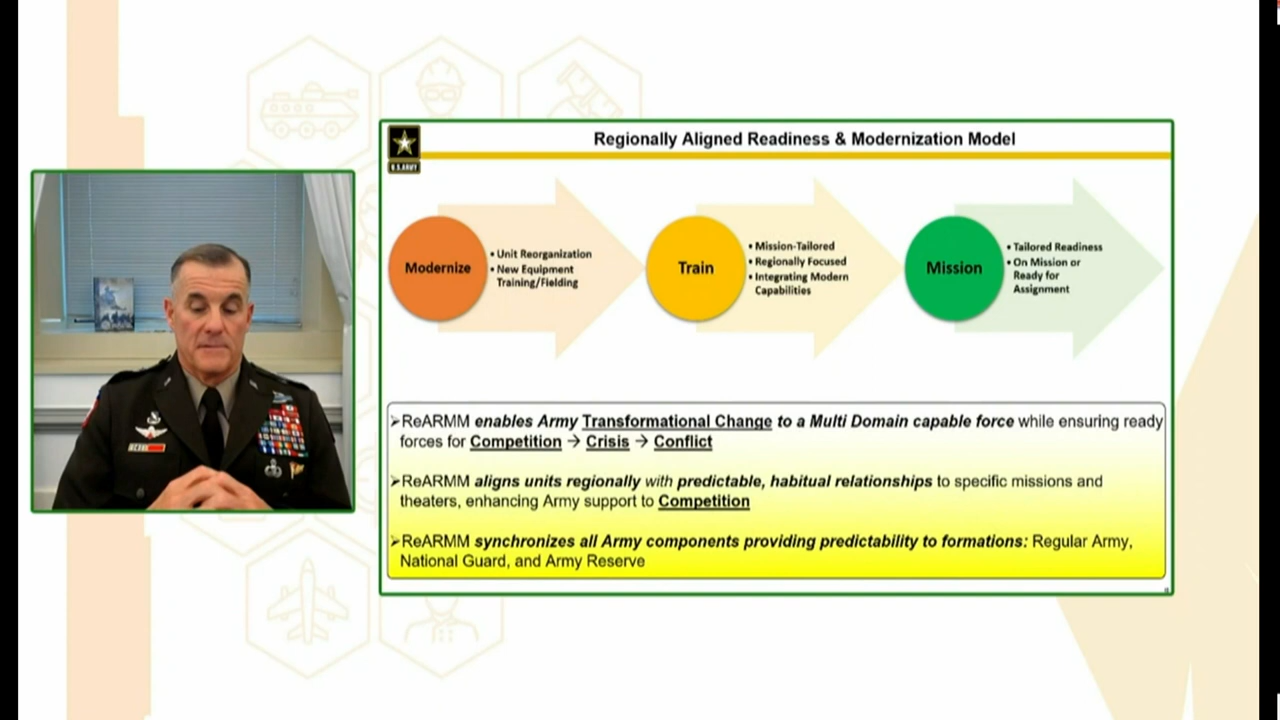 Regionally Aligned Readiness & Modernization Model
U.S.ARMY
Modernize
• Unit Reorganization
• New Equipment
Training/Fielding
Train
• Mission-Tailored
• Regionally Focused
• Integrating Modern
Capabilities
Mission
• Tailored Readiness
• On Mission or
Ready for
Assignment
➢ReARMM enables Army Transformational Change to a Multi Domain capable force while ensuring ready
forces for Competition → Crisis → Conflict
➢ReARMM aligns units regionally with predictable, habitual relationships to specific missions and
theaters, enhancing Army support to Competition
➢ReARMM synchronizes all Army components providing predictability to formations: Regular Army,
National Guard, and Army Reserve